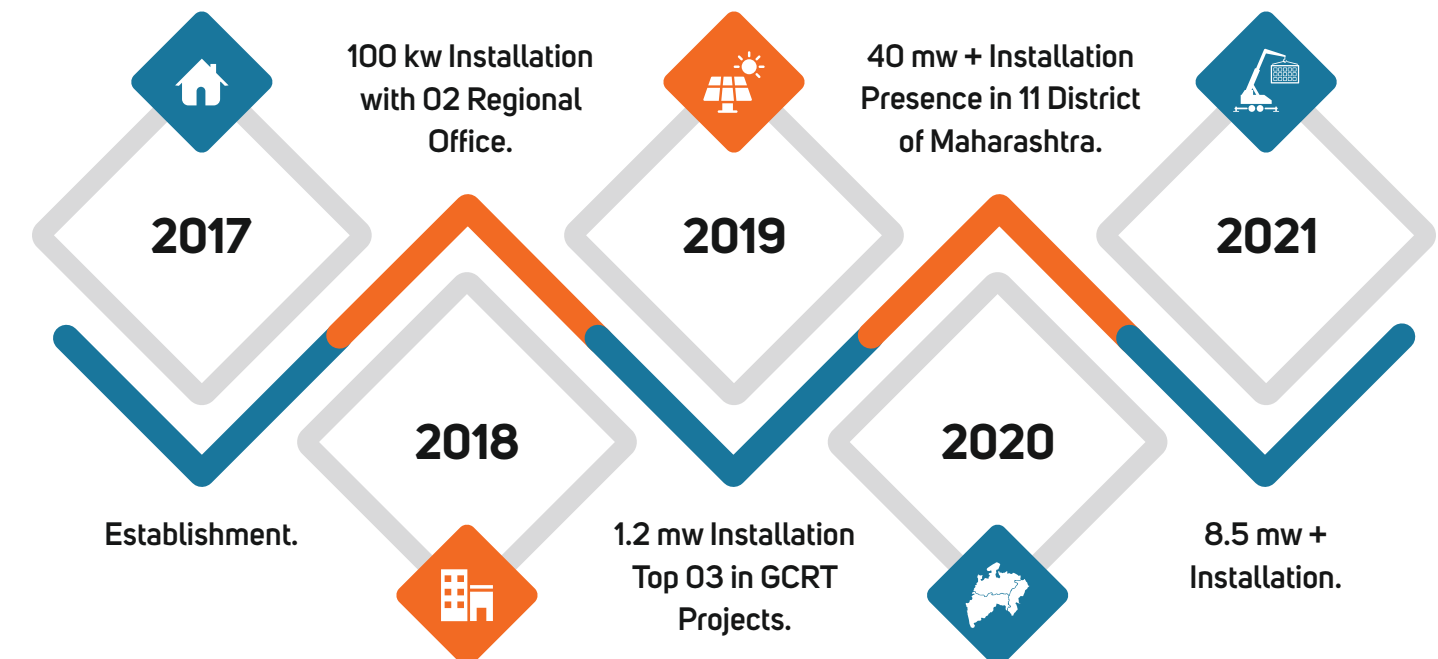 2017
Establishment.
100 kw Installation
with 02 Regional
Office.
2018
2019
1.2 mw Installation
Top 03 in GCRT
Projects.
40 mw + Installation
Presence in 11 District
of Maharashtra.
2020
2021
8.5 mw +
Installation.